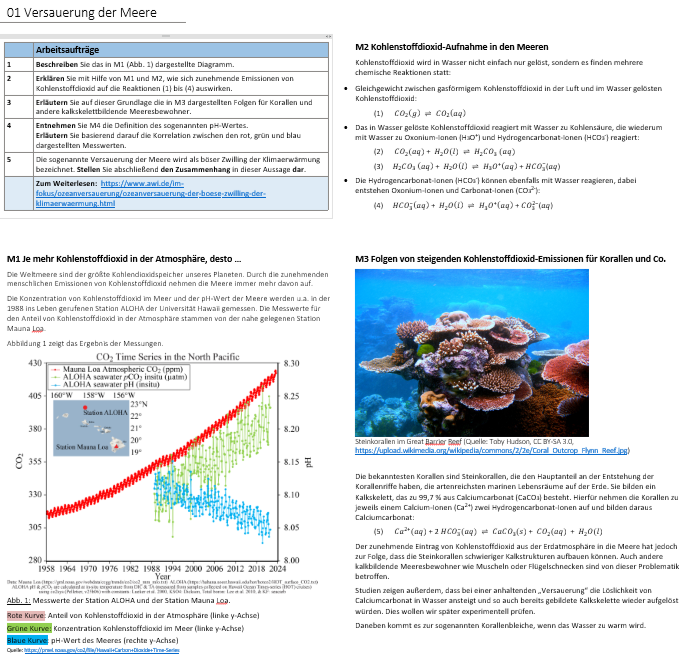 01 Versauerung der Meere
Arbeitsaufträge
1 Beschreiben Sie das in M1 (Abb. 1) dargestellte Diagramm.
2 Erklären Sie mit Hilfe von M1 und M2, wie sich zunehmende Emissionen von
Kohlenstoffdioxid auf die Reaktionen (1) bis (4) auswirken.
3 Erläutern Sie auf dieser Grundlage die in M3 dargestellten Folgen für Korallen und
andere kalkskelettbildende Meeresbewohner.
4 Entnehmen Sie M4 die Definition des sogenannten pH-Wertes.
Erläutern Sie basierend darauf die Korrelation zwischen den rot, grün und blau
dargestellten Messwerten.
5 Die sogenannte Versauerung der Meere wird als böser Zwilling der Klimaerwärmung
bezeichnet. Stellen Sie abschließend den Zusammenhang in dieser Aussage dar.
Zum Weiterlesen: https://www.awi.de/im-
fokus/ozeanversauerung/ozeanversauerung-der-boese-zwilling-der-
klimaerwaermung.html
M2 Kohlenstoffdioxid-Aufnahme in den Meeren
Kohlenstoffdioxid wird in Wasser nicht einfach nur gelöst, sondern es finden mehrere
chemische Reaktionen statt:
• Gleichgewicht zwischen gasförmigem Kohlenstoffdioxid in der Luft und im Wasser gelösten
Kohlenstoffdioxid:
(1) CO₂(g) ⇌ CO₂(aq)
• Das in Wasser gelöste Kohlenstoffdioxid reagiert mit Wasser zu Kohlensäure, die wiederum
mit Wasser zu Oxonium-Ionen (H₃O⁺) und Hydrogencarbonat-Ionen (HCO₃⁻) reagiert:
(2) CO₂(aq) + H₂O(l) ⇌ H₂CO₃ (aq)
(3) H₂CO₃ (aq) + H₂O(l) ⇌ H₃O⁺(aq) + HCO₃⁻(aq)
• Die Hydrogencarbonat-Ionen (HCO₃⁻) können ebenfalls mit Wasser reagieren, dabei
entstehen Oxonium-Ionen und Carbonat-Ionen (CO₃²⁻):
(4) HCO₃⁻(aq) + H₂O(l) ⇌ H₃O⁺(aq) + CO₃²⁻(aq)
M1 Je mehr Kohlenstoffdioxid in der Atmosphäre, desto ...
Die Weltmeere sind der größte Kohlendioxidspeicher unseres Planeten. Durch die zunehmenden
menschlichen Emissionen von Kohlenstoffdioxid nehmen die Meere immer mehr davon auf.
Die Konzentration von Kohlenstoffdioxid im Meer und der pH-Wert der Meere werden u.a. in der
1988 ins Leben gerufenen Station ALOHA der Universität Hawaii gemessen. Die Messwerte für
den Anteil von Kohlenstoffdioxid in der Atmosphäre stammen von der nahe gelegenen Station
Mauna Loa.
Abbildung 1 zeigt das Ergebnis der Messungen.
CO₂ Time Series in the North Pacific
Mauna Loa Atmospheric CO₂ (ppm)
ALOHA seawater pCO₂ insitu (µatm)
ALOHA seawater pH (insitu)
160°W 158°W 156°W
23°N
22°
21°
20°
19°
Station ALOHA
Station Mauna Loa
430
405
380
355
330
305
280
CO₂
8.30
8.25
8.20
8.15
8.10
8.05
8.00
pH
1958 1964 1970 1976 1982 1988 1994 2000 2006 2012 2018 2024
Year
Abb. 1: Messwerte der Station ALOHA und der Station Mauna Loa.
Rote Kurve: Anteil von Kohlenstoffdioxid in der Atmosphäre (linke y-Achse)
Grüne Kurve: Konzentration Kohlenstoffdioxid im Meer (linke y-Achse)
Blaue Kurve: pH-Wert des Meeres (rechte y-Achse)
Quelle: https://pmel.noaa.gov/co2/file/Hawaii+Carbon+Dioxide+Time-Series
M3 Folgen von steigenden Kohlenstoffdioxid-Emissionen für Korallen und Co.
Steinkorallen im Great Barrier Reef (Quelle: Toby Hudson, CC BY-SA 3.0,
https://upload.wikimedia.org/wikipedia/commons/2/2e/Coral_Outcrop_Flynn_Reef.jpg)
Die bekanntesten Korallen sind Steinkorallen, die den Hauptanteil an der Entstehung der
Korallenriffe haben, die artenreichsten marinen Lebensräume auf der Erde. Sie bilden ein
Kalkskelett, das zu 99,7 % aus Calciumcarbonat (CaCO₃) besteht. Hierfür nehmen die Korallen zu
jeweils einem Calcium-Ionen (Ca²⁺) zwei Hydrogencarbonat-Ionen auf und bilden daraus
Calciumcarbonat:
(5) Ca²⁺(aq) + 2 HCO₃⁻(aq) ⇌ CaCO₃(s) + CO₂(aq) + H₂O(l)
Der zunehmende Eintrag von Kohlenstoffdioxid aus der Erdatmosphäre in die Meere hat jedoch
zur Folge, dass die Steinkorallen schwieriger Kalkstrukturen aufbauen können. Auch andere
kalkbildende Meeresbewohner wie Muscheln oder Flügelschnecken sind von dieser Problematik
betroffen.
Studien zeigen außerdem, dass bei einer anhaltenden „Versauerung" die Löslichkeit von
Calciumcarbonat in Wasser ansteigt und so auch bereits gebildete Kalkskelette wieder aufgelöst
würden. Dies wollen wir später experimentell prüfen.
Daneben kommt es zur sogenannten Korallenbleiche, wenn das Wasser zu warm wird.